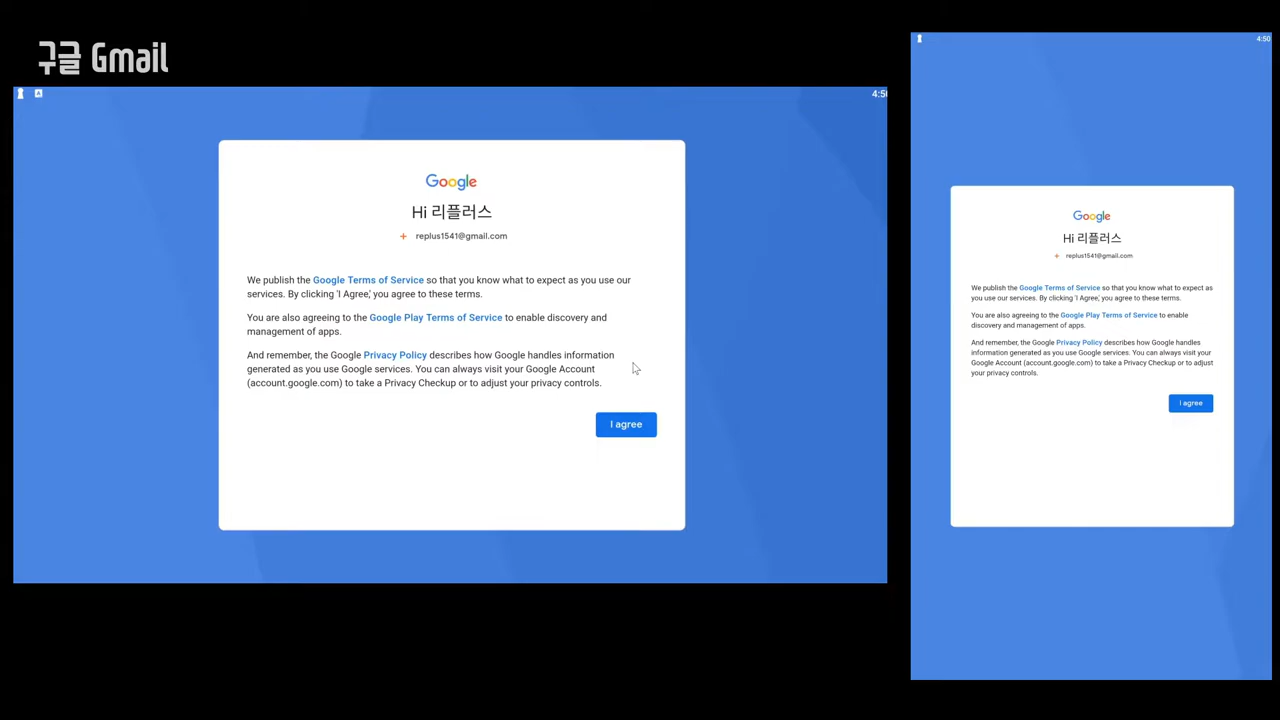 구글 Gmail
4:50
Google
Hi 리플러스
replus1541@gmail.com
We publish the Google Terms of Service so that you know what to expect as you use our
services. By clicking 'I Agree,' you agree to these terms.
You are also agreeing to the Google Play Terms of Service to enable discovery and
management of apps.
And remember, the Google Privacy Policy describes how Google handles information
generated as you use Google services. You can always visit your Google Account
(account.google.com) to take a Privacy Checkup or to adjust your privacy controls.
I agree
4:50
Google
Hi 리플러스
replus1541@gmail.com
We publish the Google Terms of Service so that you know what to expect as
you use our services. By clicking 'I Agree,' you agree to these terms.
You are also agreeing to the Google Play Terms of Service to enable
discovery and management of apps.
And remember, the Google Privacy Policy describes how Google handles
information generated as you use Google services. You can always visit your
Google Account (account.google.com) to take a Privacy Checkup or to adjust
your privacy controls.
I agree